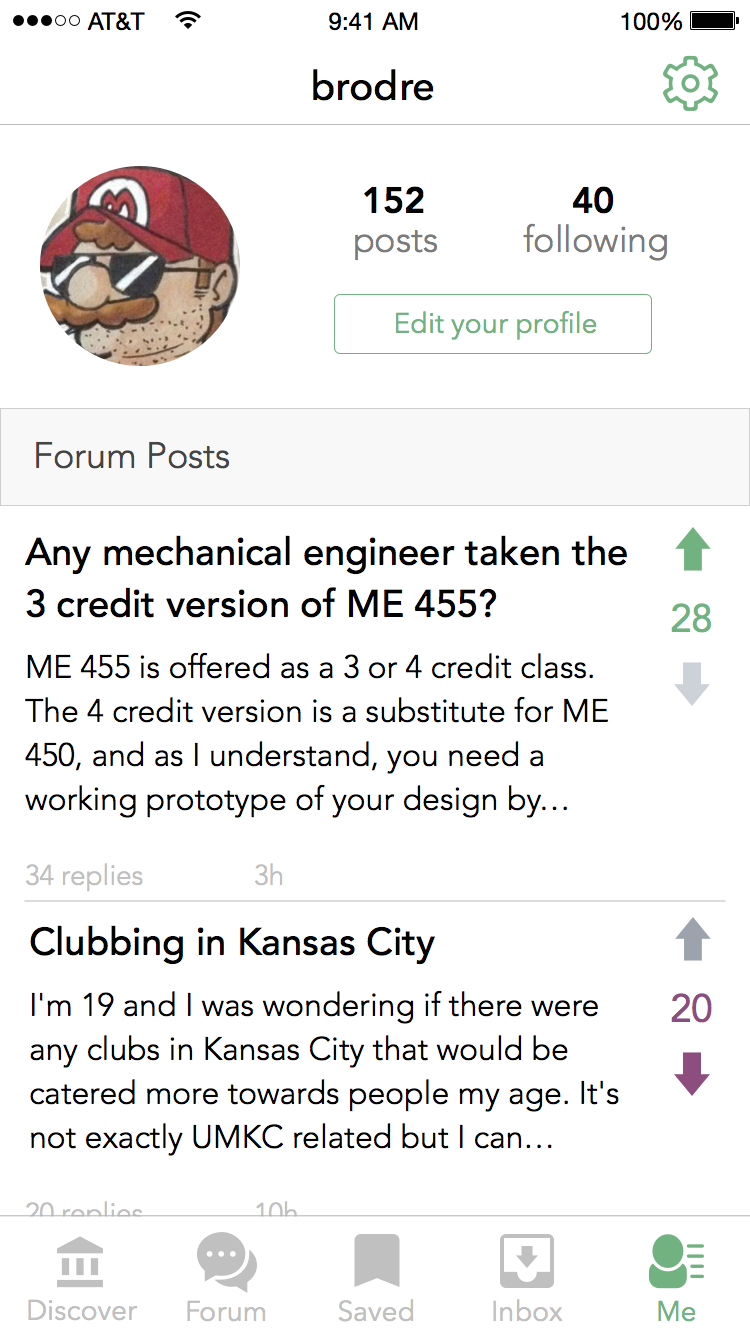 AT&T 9:41 AM 100%
brodre
M
152 40
posts following
Edit your profile
Forum Posts
Any mechanical engineer taken the
3 credit version of ME 455?
28
ME 455 is offered as a 3 or 4 credit class.
The 4 credit version is a substitute for ME
450, and as I understand, you need a
working prototype of your design by...
34 replies 3h
Clubbing in Kansas City
20
I'm 19 and I was wondering if there were
any clubs in Kansas City that would be
catered more towards people my age. It's
not exactly UMKC related but I can...
20 replies 10h
Discover Forum Saved Inbox Me